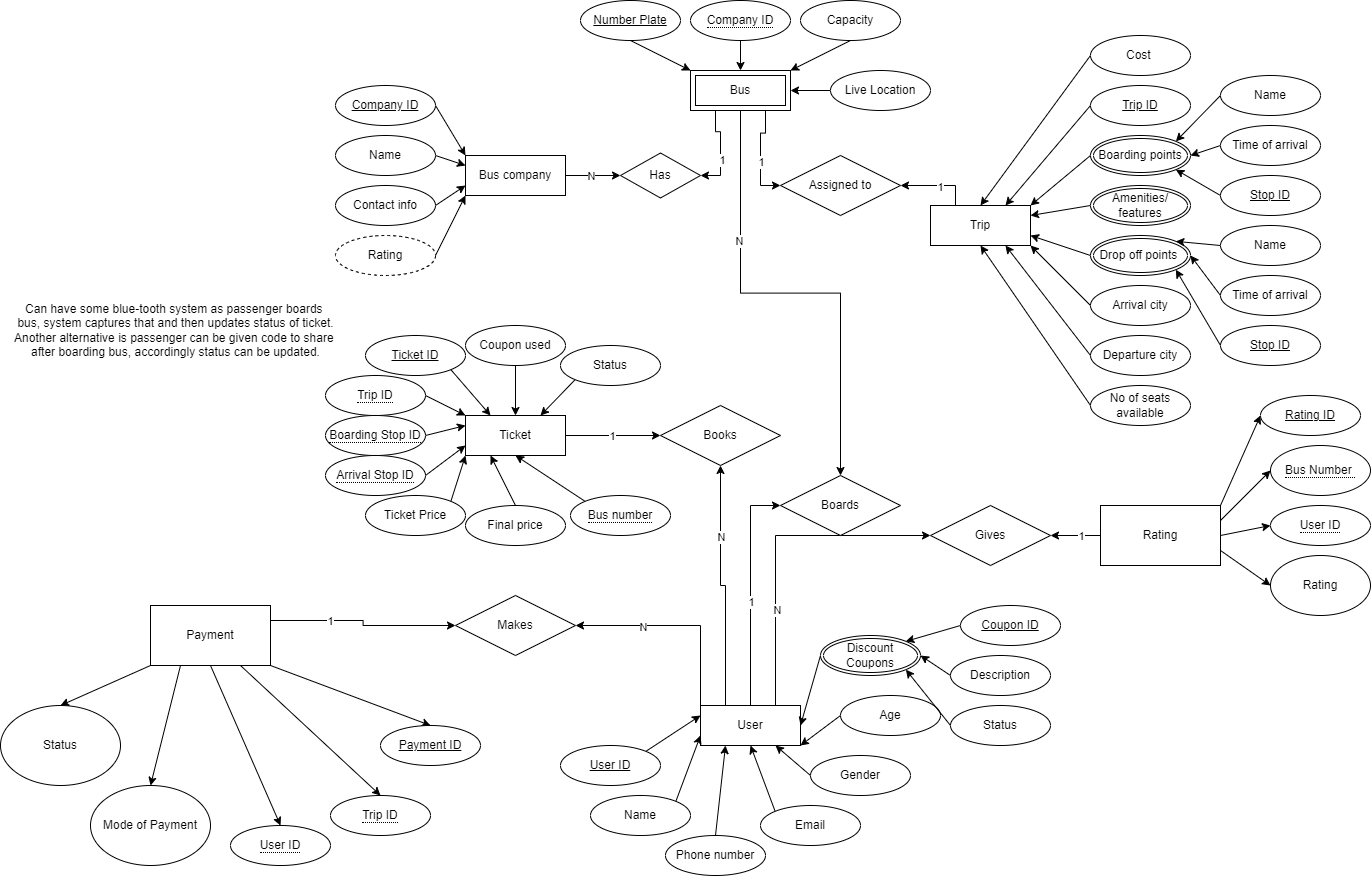 Number Plate
Company ID
Capacity
Bus
Live Location
Cost
Trip ID
Boarding points
Name
Time of arrival
Stop ID
Amenities/
features
Drop off points
Name
Time of arrival
Stop ID
Arrival city
Departure city
No of seats
available
Trip
1
Assigned to
1
Company ID
Name
Contact info
Rating
Bus company
N
Has
1
N
Can have some blue-tooth system as passenger boards
bus, system captures that and then updates status of ticket.
Another alternative is passenger can be given code to share
after boarding bus, accordingly status can be updated.
Ticket ID
Coupon used
Status
Trip ID
Boarding Stop ID
Arrival Stop ID
Ticket Price
Final price
Bus number
Ticket
1
Books
N
Boards
1
Gives
1
N
Rating
Rating ID
Bus Number
User ID
Rating
Payment
1
Makes
N
Status
Mode of Payment
User ID
Trip ID
Payment ID
User
User ID
Name
Phone number
Email
Gender
Age
Discount
Coupons
Coupon ID
Description
Status